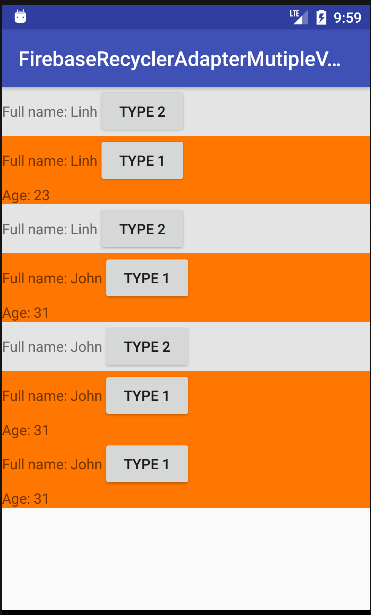 LTE 9:59
FirebaseRecyclerAdapterMutipleV...
Full name: Linh TYPE 2
Full name: Linh TYPE 1
Age: 23
Full name: Linh TYPE 2
Full name: John TYPE 1
Age: 31
Full name: John TYPE 2
Full name: John TYPE 1
Age: 31
Full name: John TYPE 1
Age: 31